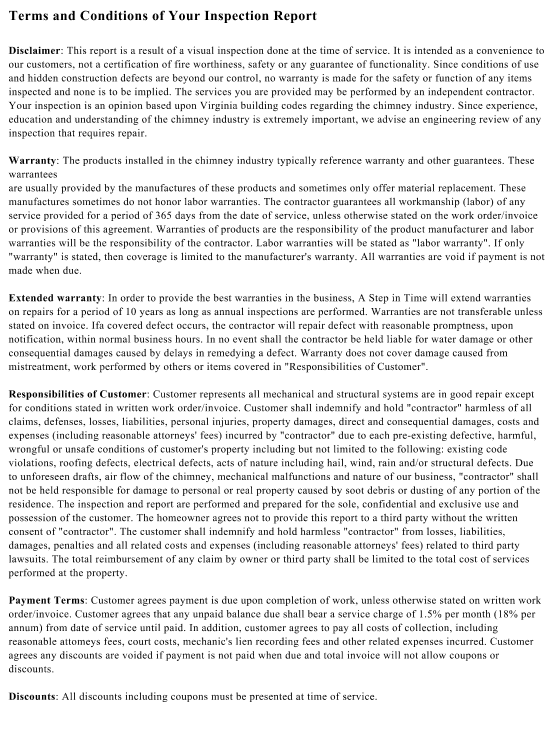 Terms and Conditions of Your Inspection Report
Disclaimer: This report is a result of a visual inspection done at the time of service. It is intended as a convenience to
our customers, not a certification of fire worthiness, safety or any guarantee of functionality. Since conditions of use
and hidden construction defects are beyond our control, no warranty is made for the safety or function of any items
inspected and none is to be implied. The services you are provided may be performed by an independent contractor.
Your inspection is an opinion based upon Virginia building codes regarding the chimney industry. Since experience,
education and understanding of the chimney industry is extremely important, we advise an engineering review of any
inspection that requires repair.
Warranty: The products installed in the chimney industry typically reference warranty and other guarantees. These
warrantees
are usually provided by the manufactures of these products and sometimes only offer material replacement. These
manufactures sometimes do not honor labor warranties. The contractor guarantees all workmanship (labor) of any
service provided for a period of 365 days from the date of service, unless otherwise stated on the work order/invoice
or provisions of this agreement. Warranties of products are the responsibility of the product manufacturer and labor
warranties will be the responsibility of the contractor. Labor warranties will be stated as "labor warranty". If only
"warranty" is stated, then coverage is limited to the manufacturer's warranty. All warranties are void if payment is not
made when due.
Extended warranty: In order to provide the best warranties in the business, A Step in Time will extend warranties
on repairs for a period of 10 years as long as annual inspections are performed. Warranties are not transferable unless
stated on invoice. Ifa covered defect occurs, the contractor will repair defect with reasonable promptness, upon
notification, within normal business hours. In no event shall the contractor be held liable for water damage or other
consequential damages caused by delays in remedying a defect. Warranty does not cover damage caused from
mistreatment, work performed by others or items covered in "Responsibilities of Customer".
Responsibilities of Customer: Customer represents all mechanical and structural systems are in good repair except
for conditions stated in written work order/invoice. Customer shall indemnify and hold "contractor" harmless of all
claims, defenses, losses, liabilities, personal injuries, property damages, direct and consequential damages, costs and
expenses (including reasonable attorneys' fees) incurred by "contractor" due to each pre-existing defective, harmful,
wrongful or unsafe conditions of customer's property including but not limited to the following: existing code
violations, roofing defects, electrical defects, acts of nature including hail, wind, rain and/or structural defects. Due
to unforeseen drafts, air flow of the chimney, mechanical malfunctions and nature of our business, "contractor" shall
not be held responsible for damage to personal or real property caused by soot debris or dusting of any portion of the
residence. The inspection and report are performed and prepared for the sole, confidential and exclusive use and
possession of the customer. The homeowner agrees not to provide this report to a third party without the written
consent of "contractor". The customer shall indemnify and hold harmless "contractor" from losses, liabilities,
damages, penalties and all related costs and expenses (including reasonable attorneys' fees) related to third party
lawsuits. The total reimbursement of any claim by owner or third party shall be limited to the total cost of services
performed at the property.
Payment Terms: Customer agrees payment is due upon completion of work, unless otherwise stated on written work
order/invoice. Customer agrees that any unpaid balance due shall bear a service charge of 1.5% per month (18% per
annum) from date of service until paid. In addition, customer agrees to pay all costs of collection, including
reasonable attorneys fees, court costs, mechanic's lien recording fees and other related expenses incurred. Customer
agrees any discounts are voided if payment is not paid when due and total invoice will not allow coupons or
discounts.
Discounts: All discounts including coupons must be presented at time of service.